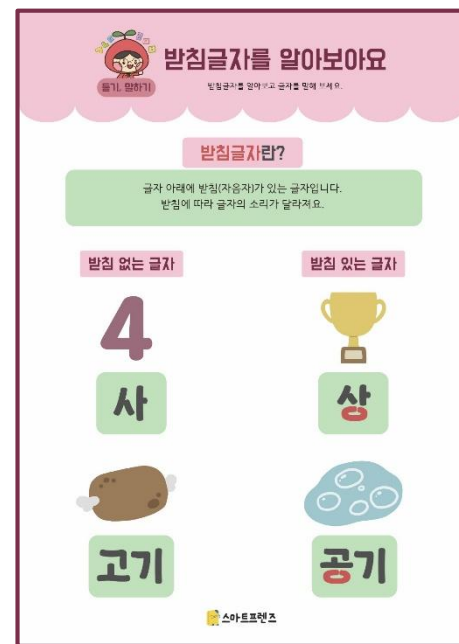 받침글자를 알아보아요
듣기, 말하기
받침글자를 알아보고 글자를 말해 보세요.
받침글자란?
글자 아래에 받침(자음자)가 있는 글자입니다.
받침에 따라 글자의 소리가 달라져요.
받침 없는 글자
받침 있는 글자
4
사
상
고기
공기
스마트프렌즈